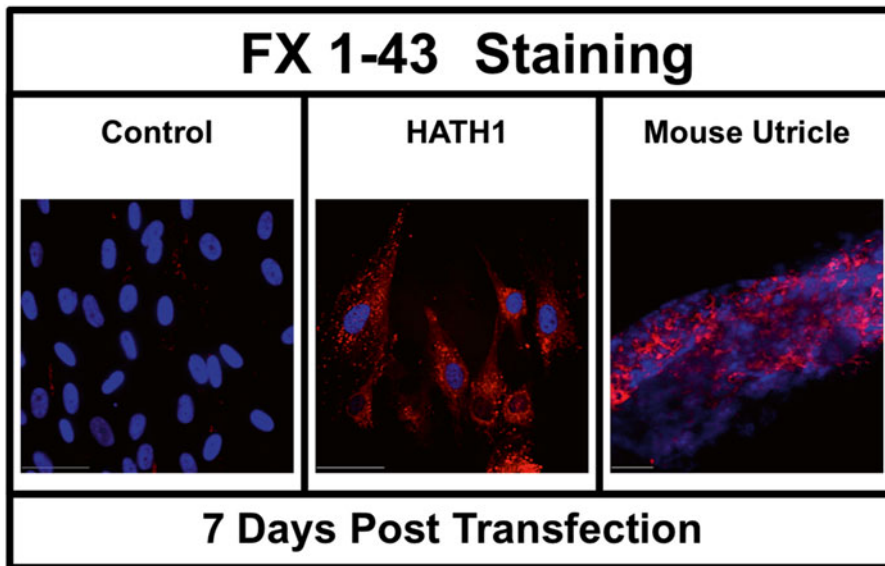 FX 1-43 Staining
Control
HATH1
Mouse Utricle
7 Days Post Transfection